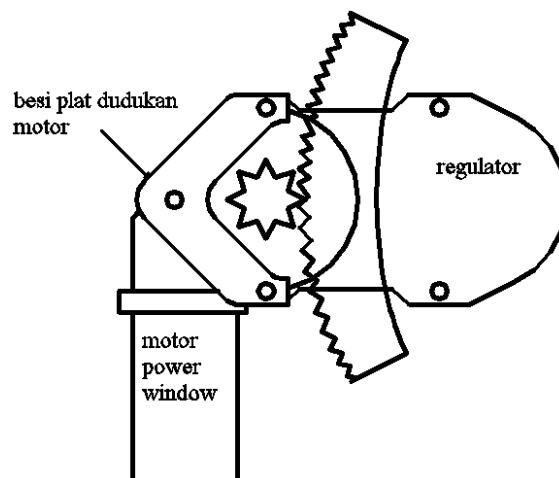 besi plat dudukan
motor
regulator
motor
power
window